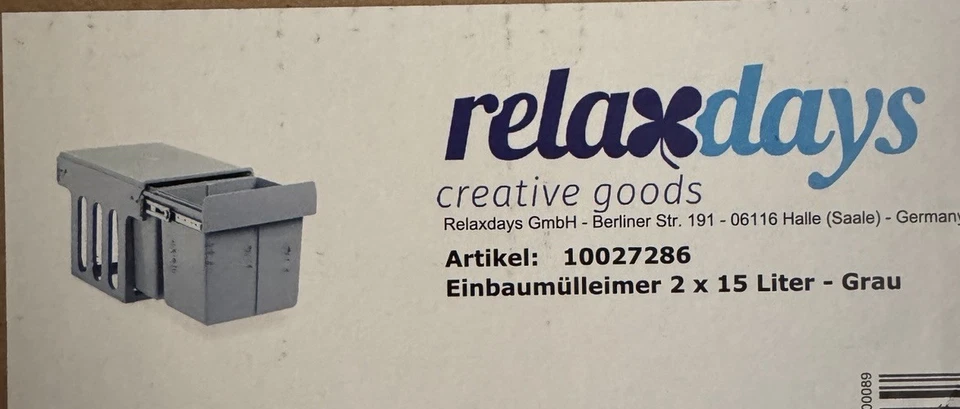 relaxdays
creative goods
Relaxdays GmbH - Berliner Str. 191 - 06116 Halle (Saale) - Germany
Artikel: 10027286
Einbaumülleimer 2 x 15 Liter - Grau
00089